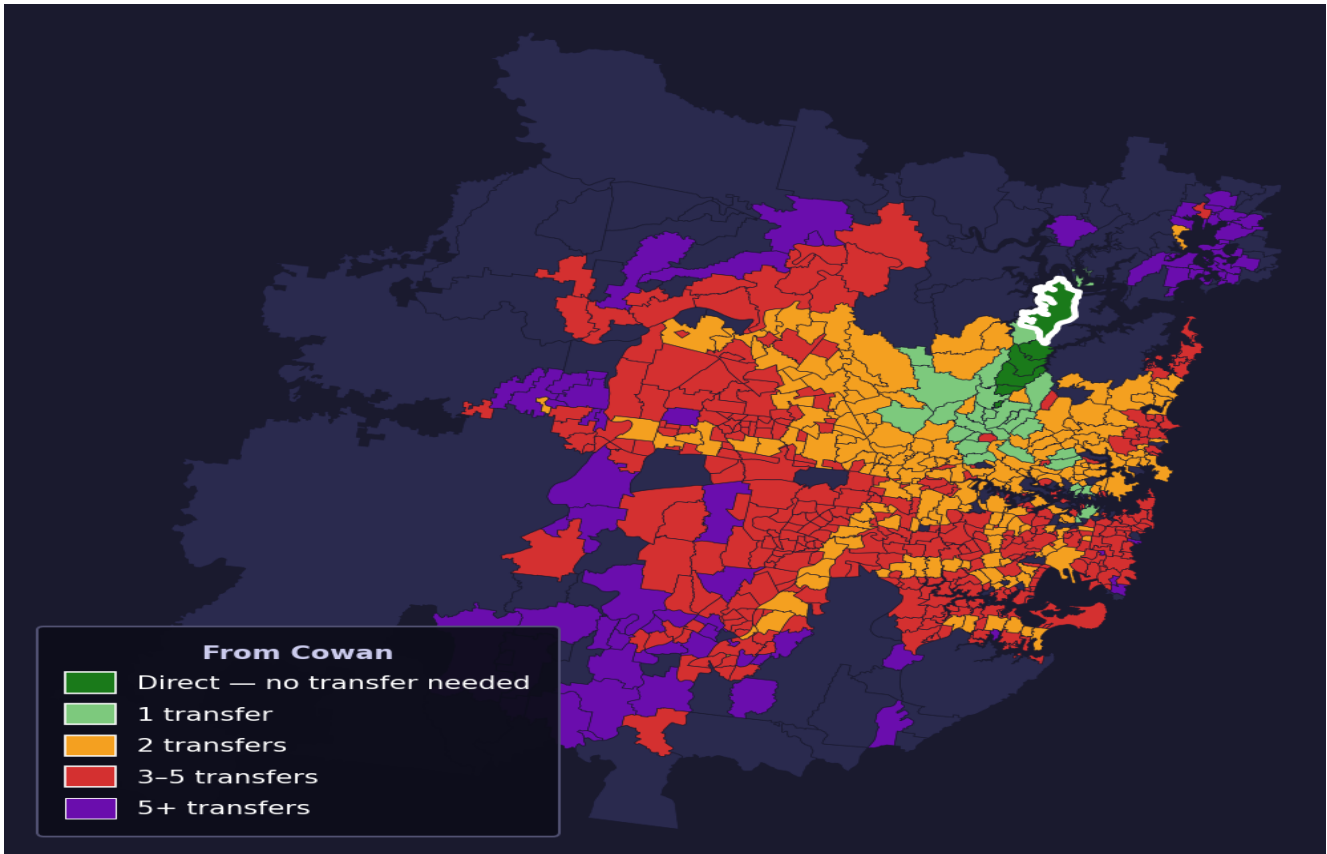 From Cowan
Direct — no transfer needed
1 transfer
2 transfers
3–5 transfers
5+ transfers